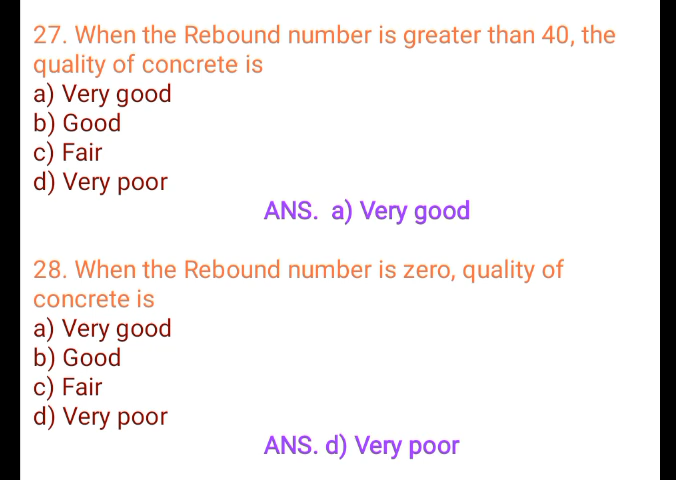 27. When the Rebound number is greater than 40, the
quality of concrete is
a) Very good
b) Good
c) Fair
d) Very poor
ANS. a) Very good
28. When the Rebound number is zero, quality of
concrete is
a) Very good
b) Good
c) Fair
d) Very poor
ANS. d) Very poor